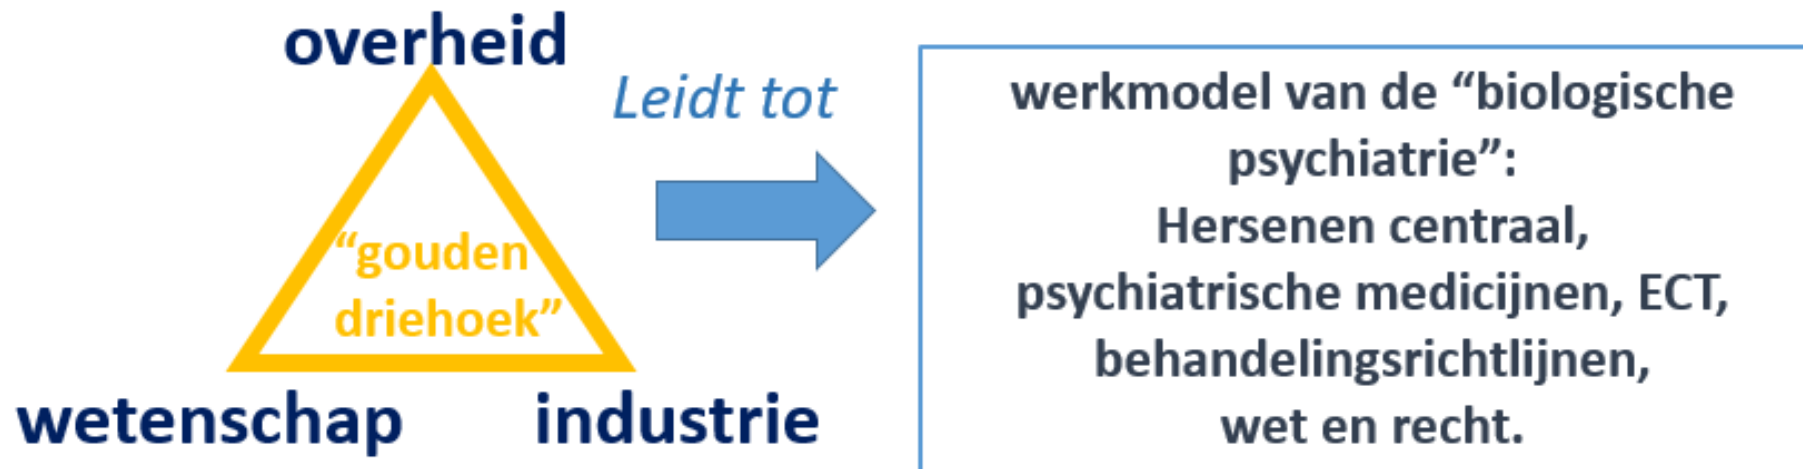 overheid
“gouden
driehoek”
wetenschap
industrie
Leidt tot
werkmodel van de “biologische
psychiatrie”:
Hersenen centraal,
psychiatrische medicijnen, ECT,
behandelingsrichtlijnen,
wet en recht.